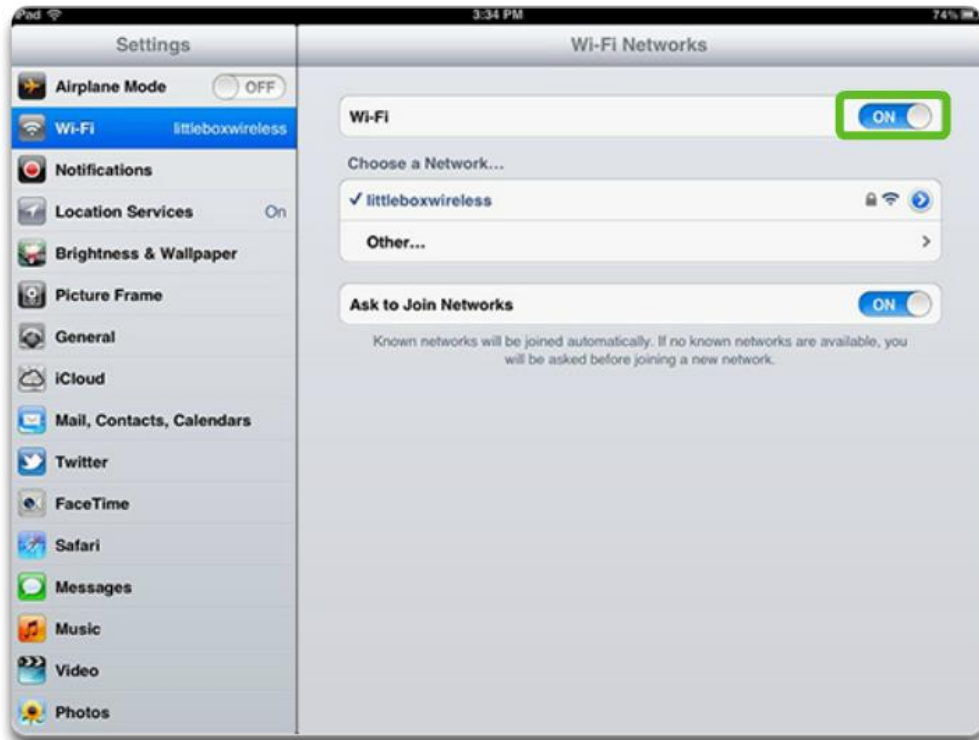 iPad 3:34 PM 74%
Settings
Airplane Mode OFF
Wi-Fi littleboxwireless
Notifications
Location Services On
Brightness & Wallpaper
Picture Frame
General
iCloud
Mail, Contacts, Calendars
Twitter
FaceTime
Safari
Messages
Music
Video
Photos
Wi-Fi Networks
Wi-Fi ON
Choose a Network...
✓ littleboxwireless
Other...
Ask to Join Networks ON
Known networks will be joined automatically. If no known networks are available, you
will be asked before joining a new network.